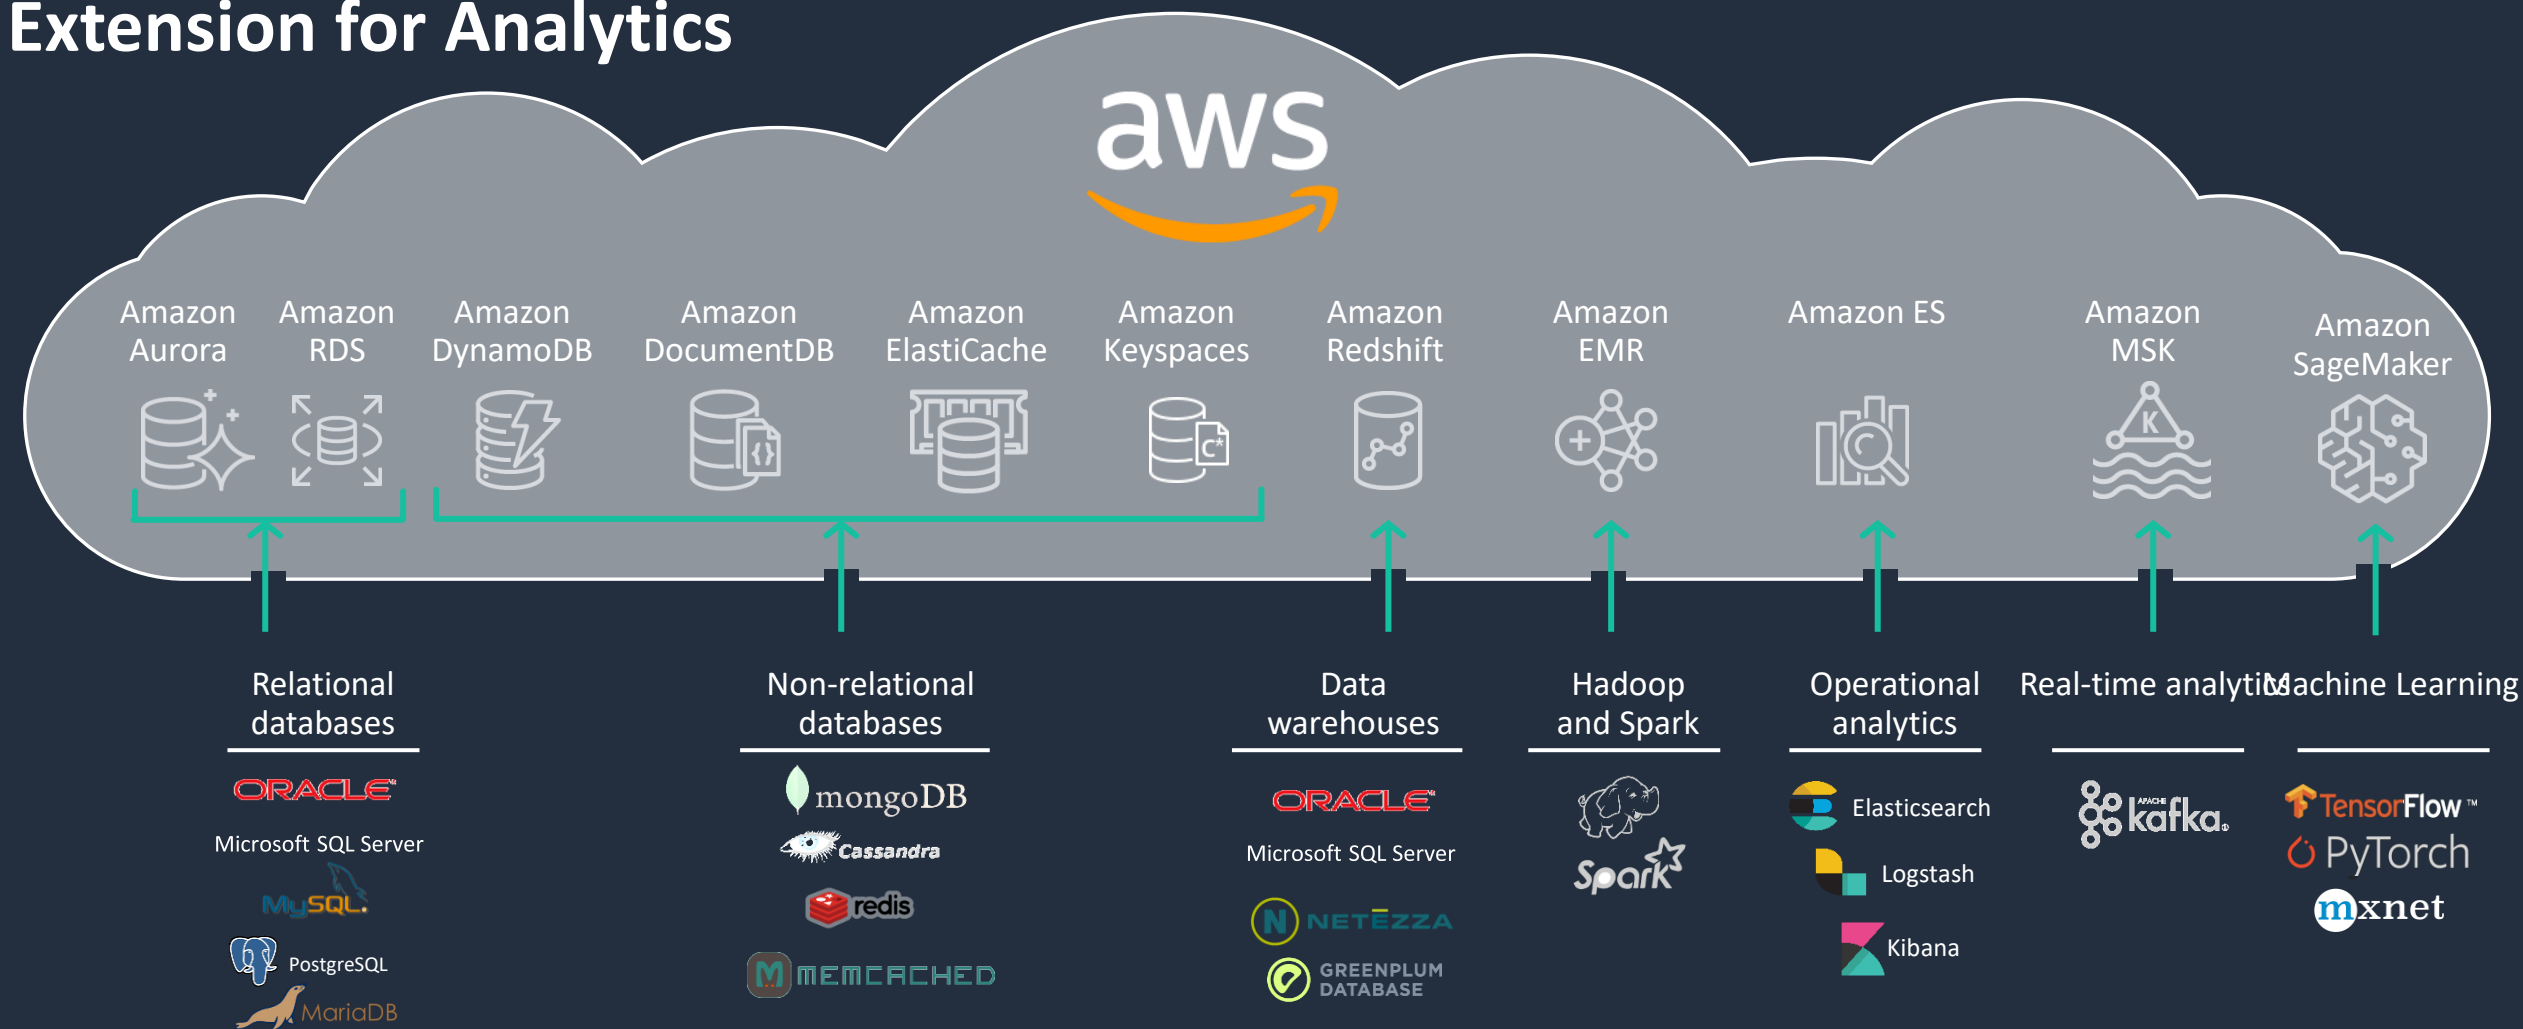 Extension for Analytics
aws
Amazon
Aurora
Amazon
RDS
Amazon
DynamoDB
Amazon
DocumentDB
Amazon
ElastiCache
Amazon
Keyspaces
Amazon
Redshift
Amazon
EMR
Amazon ES
Amazon
MSK
Amazon
SageMaker
{}
C*
K
Relational
databases
ORACLE
Microsoft SQL Server
MySQL
PostgreSQL
MariaDB
Non-relational
databases
mongoDB
Cassandra
redis
M MEMCACHED
Data
warehouses
ORACLE
Microsoft SQL Server
N NETEZZA
GREENPLUM
DATABASE
Hadoop
and Spark
Spark
Operational
analytics
Elasticsearch
Logstash
Kibana
Real-time analytics
APACHE
kafka
Machine Learning
TensorFlow™
PyTorch
mxnet